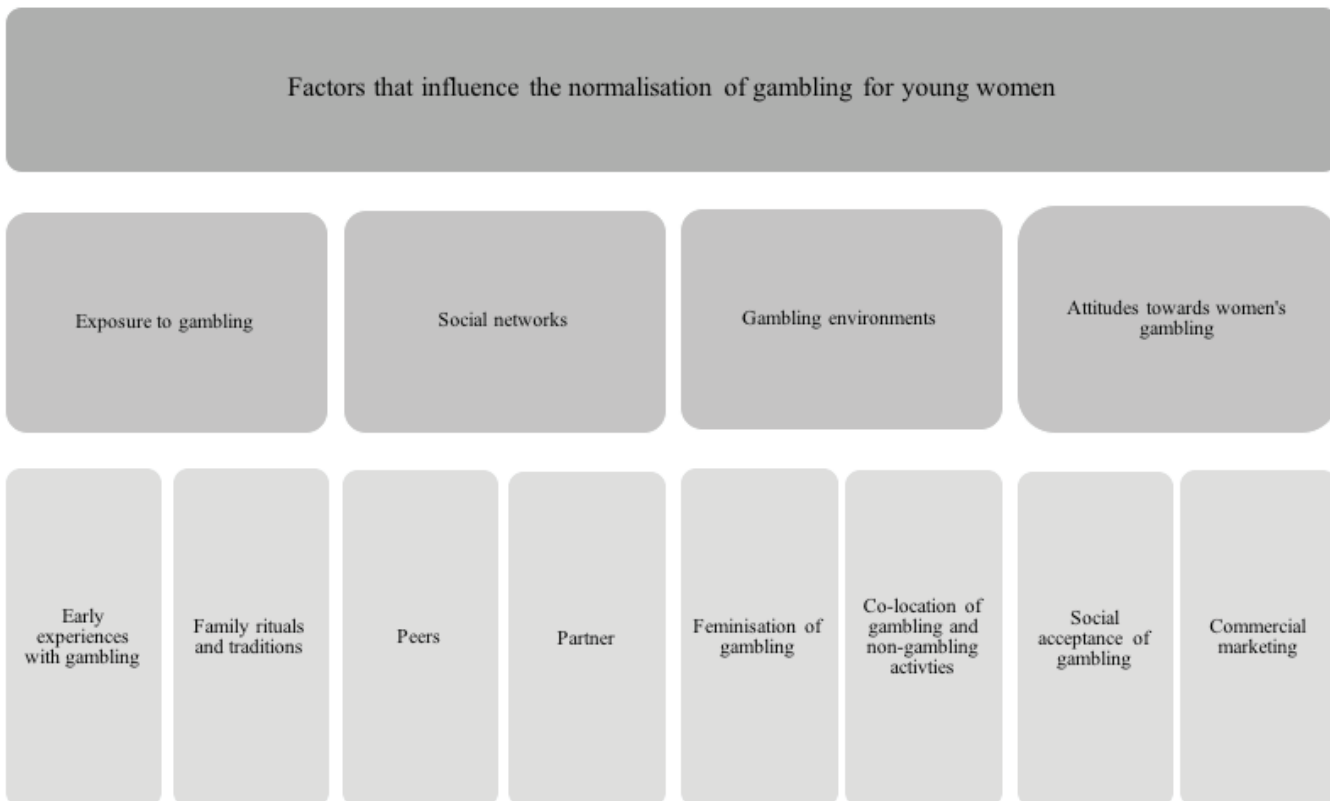 Factors that influence the normalisation of gambling for young women
Exposure to gambling
Social networks
Gambling environments
Attitudes towards women's
gambling
Early
experiences
with gambling
Family rituals
and traditions
Peers
Partner
Feminisation of
gambling
Co-location of
gambling and
non-gambling
activties
Social
acceptance of
gambling
Commercial
marketing